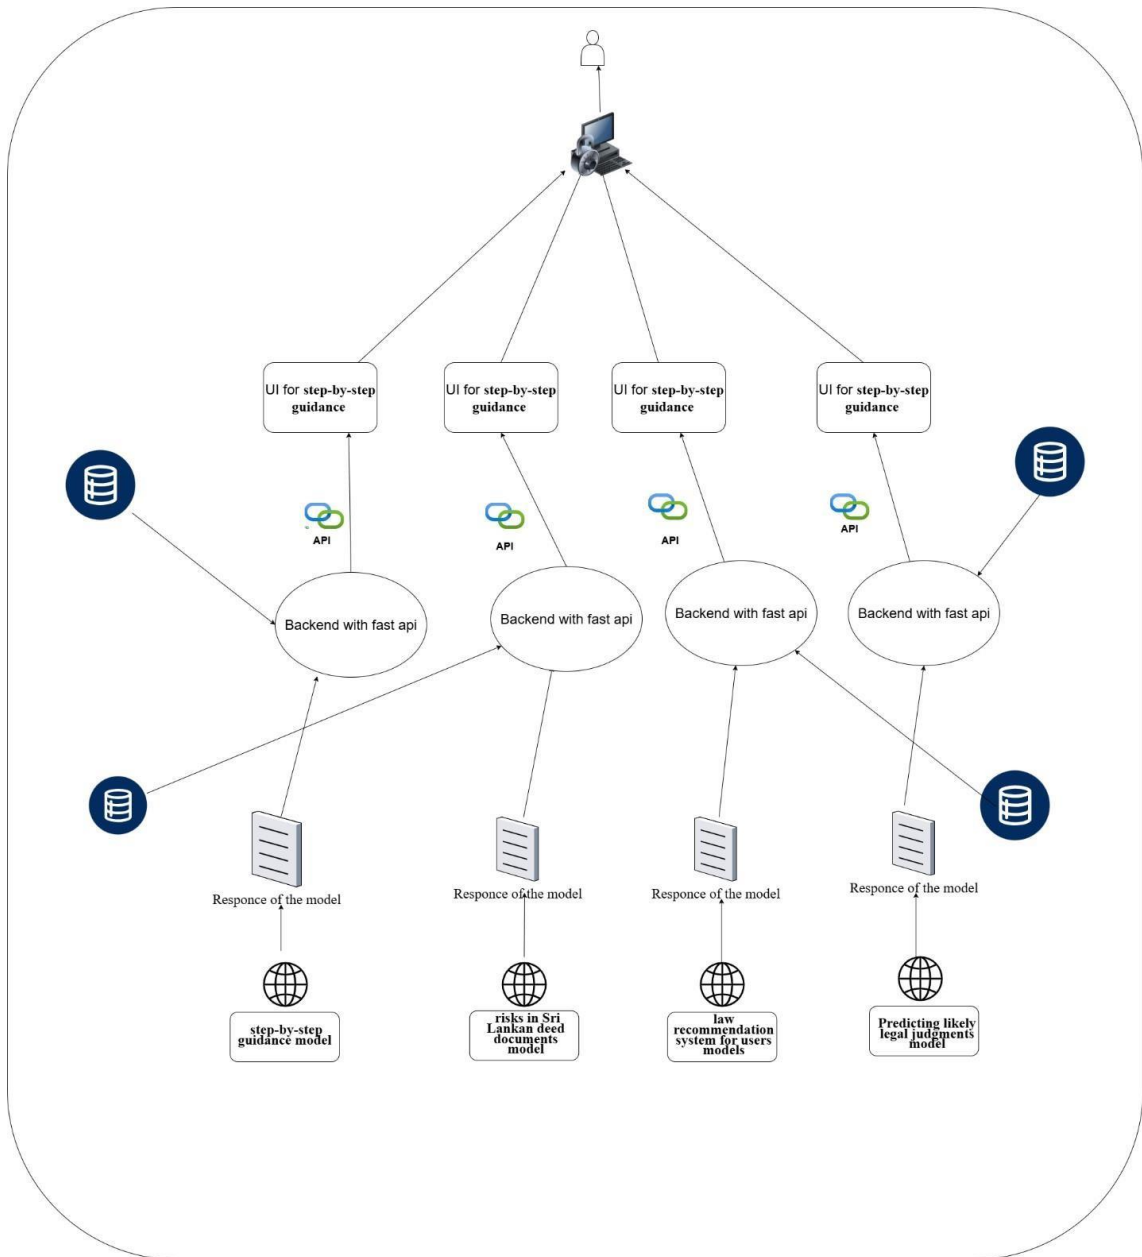 UI for step-by-step
guidance
UI for step-by-step
guidance
UI for step-by-step
guidance
UI for step-by-step
guidance
API
API
API
API
Backend with fast api
Backend with fast api
Backend with fast api
Backend with fast api
Responce of the model
Responce of the model
Responce of the model
Responce of the model
step-by-step
guidance model
risks in Sri
Lankan deed
documents
model
law
recommendation
system for users
models
Predicting likely
legal judgments
model